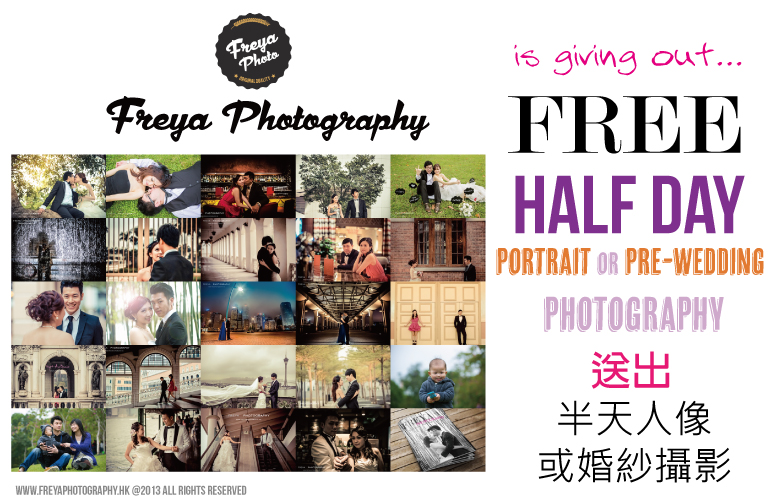 Freya
Photo
ORIGINAL QUALITY
Freya Photography
WWW.FREYAPHOTOGRAPHY.HK @2013 ALL RIGHTS RESERVED
is giving out...
FREE
HALF DAY
PORTRAIT OR PRE-WEDDING
PHOTOGRAPHY
送出
半天人像
或婚紗攝影